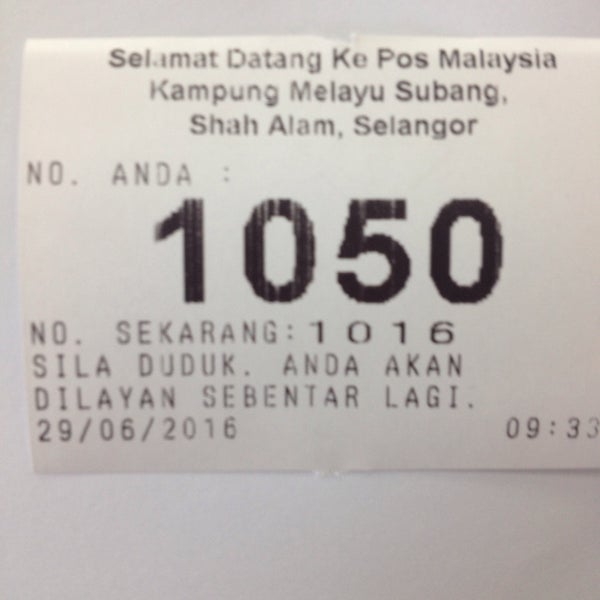 Selamat Datang Ke Pos Malaysia
Kampung Melayu Subang,
Shah Alam, Selangor
NO. ANDA :
1050
NO. SEKARANG: 1016
SILA DUDUK. ANDA AKAN
DILAYAN SEBENTAR LAGI.
29/06/2016 09:33